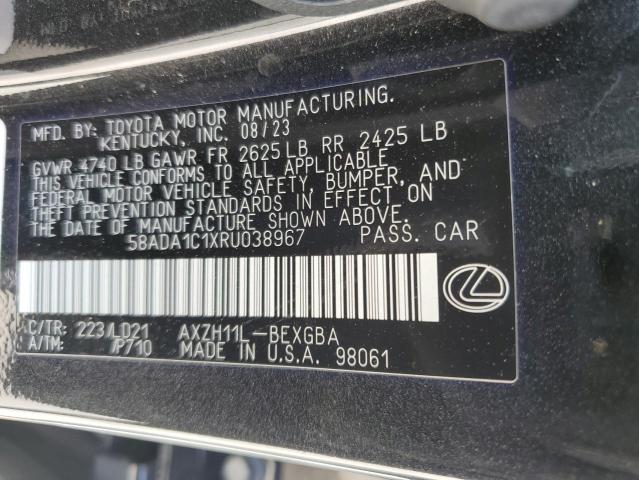 MFD. BY: TOYOTA MOTOR MANUFACTURING.
KENTUCKY, INC. 08/23
GVWR 4740 LB GAWR FR 2625 LB RR 2425 LB
THIS VEHICLE CONFORMS TO ALL APPLICABLE
FEDERAL MOTOR VEHICLE SAFETY, BUMPER, AND
THEFT PREVENTION STANDARDS IN EFFECT ON
THE DATE OF MANUFACTURE SHOWN ABOVE.
58ADA1C1XRU038967 PASS. CAR
C/TR: 223/LD21 AXZH11L-BEXGBA
A/TM: /P710 MADE IN U.S.A. 98061